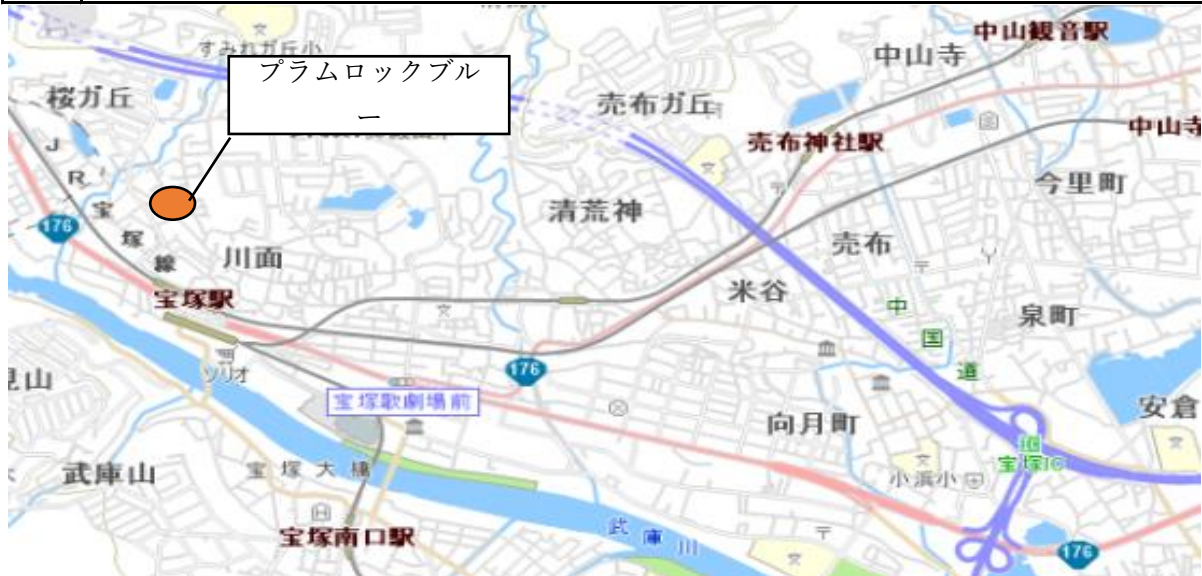 すみれガ丘小
中山観音駅
中山寺
プラムロックブル
ー
桜ガ丘
売布ガ丘
売布神社駅
中山寺
今里町
JR宝塚線
176
清荒神
売布
川面
米谷
宝塚駅
中国道
泉町
ソリオ
176
宝塚歌劇場前
見山
安倉
向月町
IC
宝塚IC
武庫山
宝塚大橋
小浜小
宝塚南口駅
武庫川
176